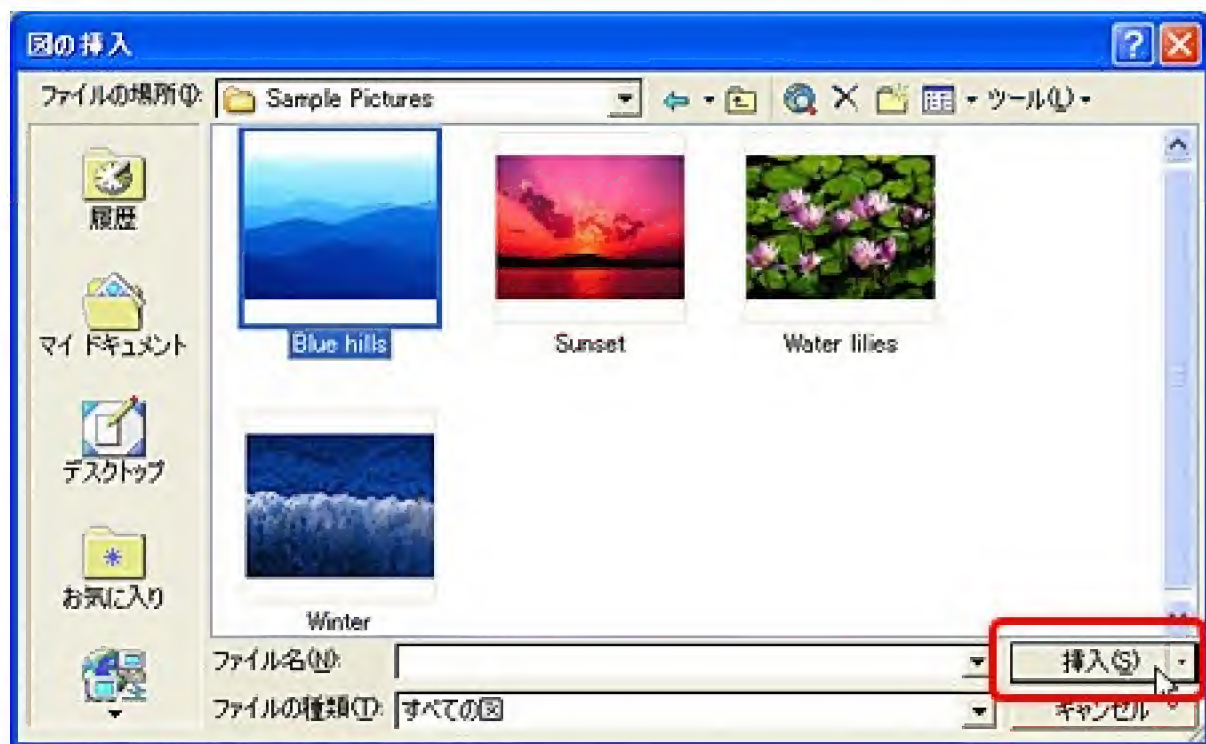 図の挿入
ファイルの場所(I):
Sample Pictures
ツール(L)
履歴
マイ ドキュメント
デスクトップ
お気に入り
Blue hills
Sunset
Water lilies
Winter
ファイル名(N):
挿入(S)
ファイルの種類(T):
すべての図
キャンセル